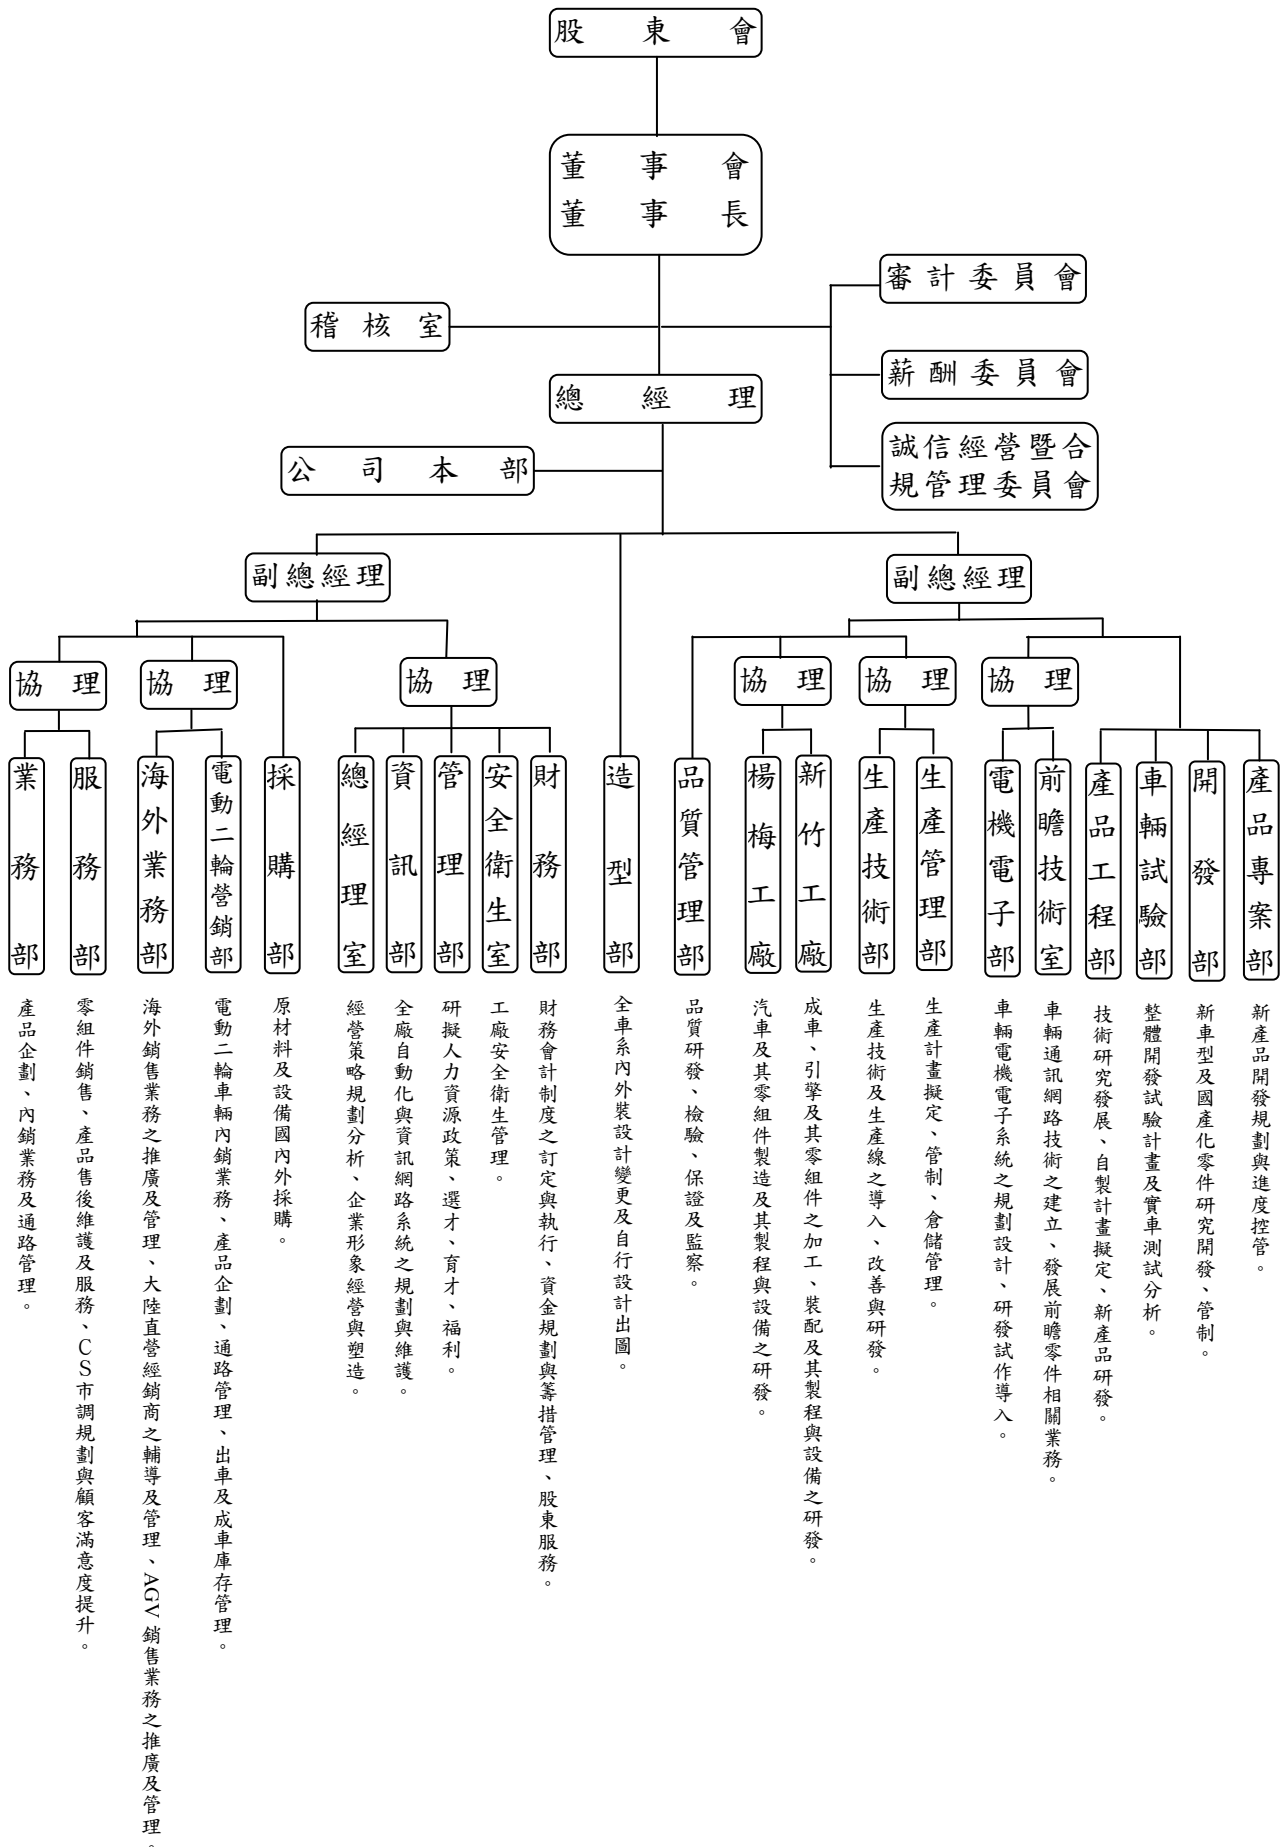 股東會
董事會
董事長
審計委員會
稽核室
薪酬委員會
總經理
誠信經營暨合
規管理委員會
公司本部
副總經理
副總經理
協理
協理
協理
協理
協理
協理
業務部
服務部
海外業務部
電動二輪營銷部
採購部
總經理室
資訊部
管理部
安全衛生室
財務部
造型部
品質管理部
楊梅工廠
新竹工廠
生產技術部
生產管理部
電機電子部
前瞻技術室
產品工程部
車輛試驗部
開發部
產品專案部
產品企劃、內銷業務及通路管理。
零組件銷售、產品售後維護及服務、CS市調規劃與顧客滿意度提升。
海外銷售業務之推廣及管理、大陸直營經銷商之輔導及管理、AGV 銷售業務之推廣及管理。
電動二輪車輛內銷業務、產品企劃、通路管理、出車及成車庫存管理。
原材料及設備國內外採購。
經營策略規劃分析、企業形象經營與塑造。
全廠自動化與資訊網路系統之規劃與維護。
研擬人力資源政策、選才、育才、福利。
工廠安全衛生管理。
財務會計制度之訂定與執行、資金規劃與籌措管理、股東服務。
全車系內外裝設計變更及自行設計出圖。
品質研發、檢驗、保證及監察。
汽車及其零組件製造及其製程與設備之研發。
成車、引擎及其零組件之加工、裝配及其製程與設備之研發。
生產技術及生產線之導入、改善與研發。
生產計畫擬定、管制、倉儲管理。
車輛電機電子系統之規劃設計、研發試作導入。
車輛通訊網路技術之建立、發展前瞻零件相關業務。
技術研究發展、自製計畫擬定、新產品研發。
整體開發試驗計畫及實車測試分析。
新車型及國產化零件研究開發、管制。
新產品開發規劃與進度控管。